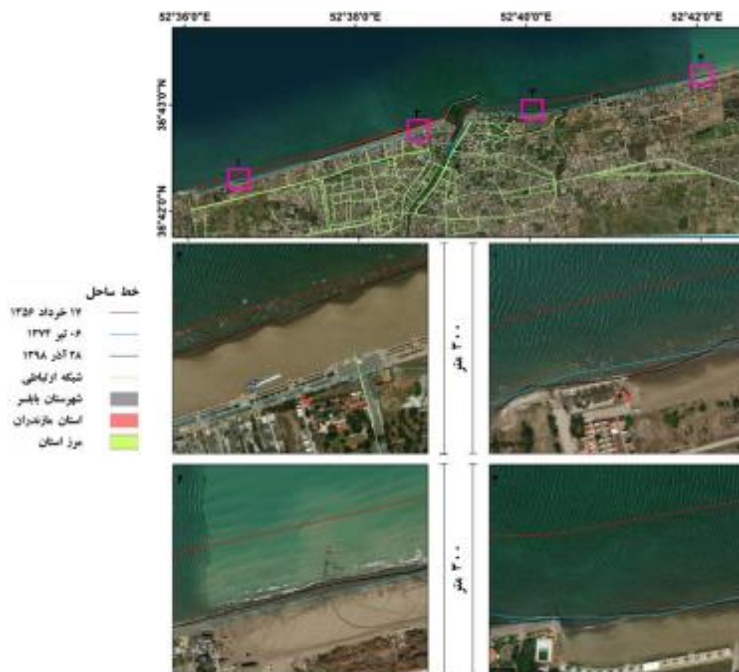 52°36'0"E 52°38'0"E 52°40'0"E 52°42'0"E
36°43'0"N
36°42'0"N
خط ساحل
۱۷ خرداد ۱۳۵۶
۰۶ تیر ۱۳۷۴
۲۸ آذر ۱۳۹۸
شبکه ارتباطی
شهرستان بابلسر
استان مازندران
مرز استان
۳۰۰ متر
۳۰۰ متر